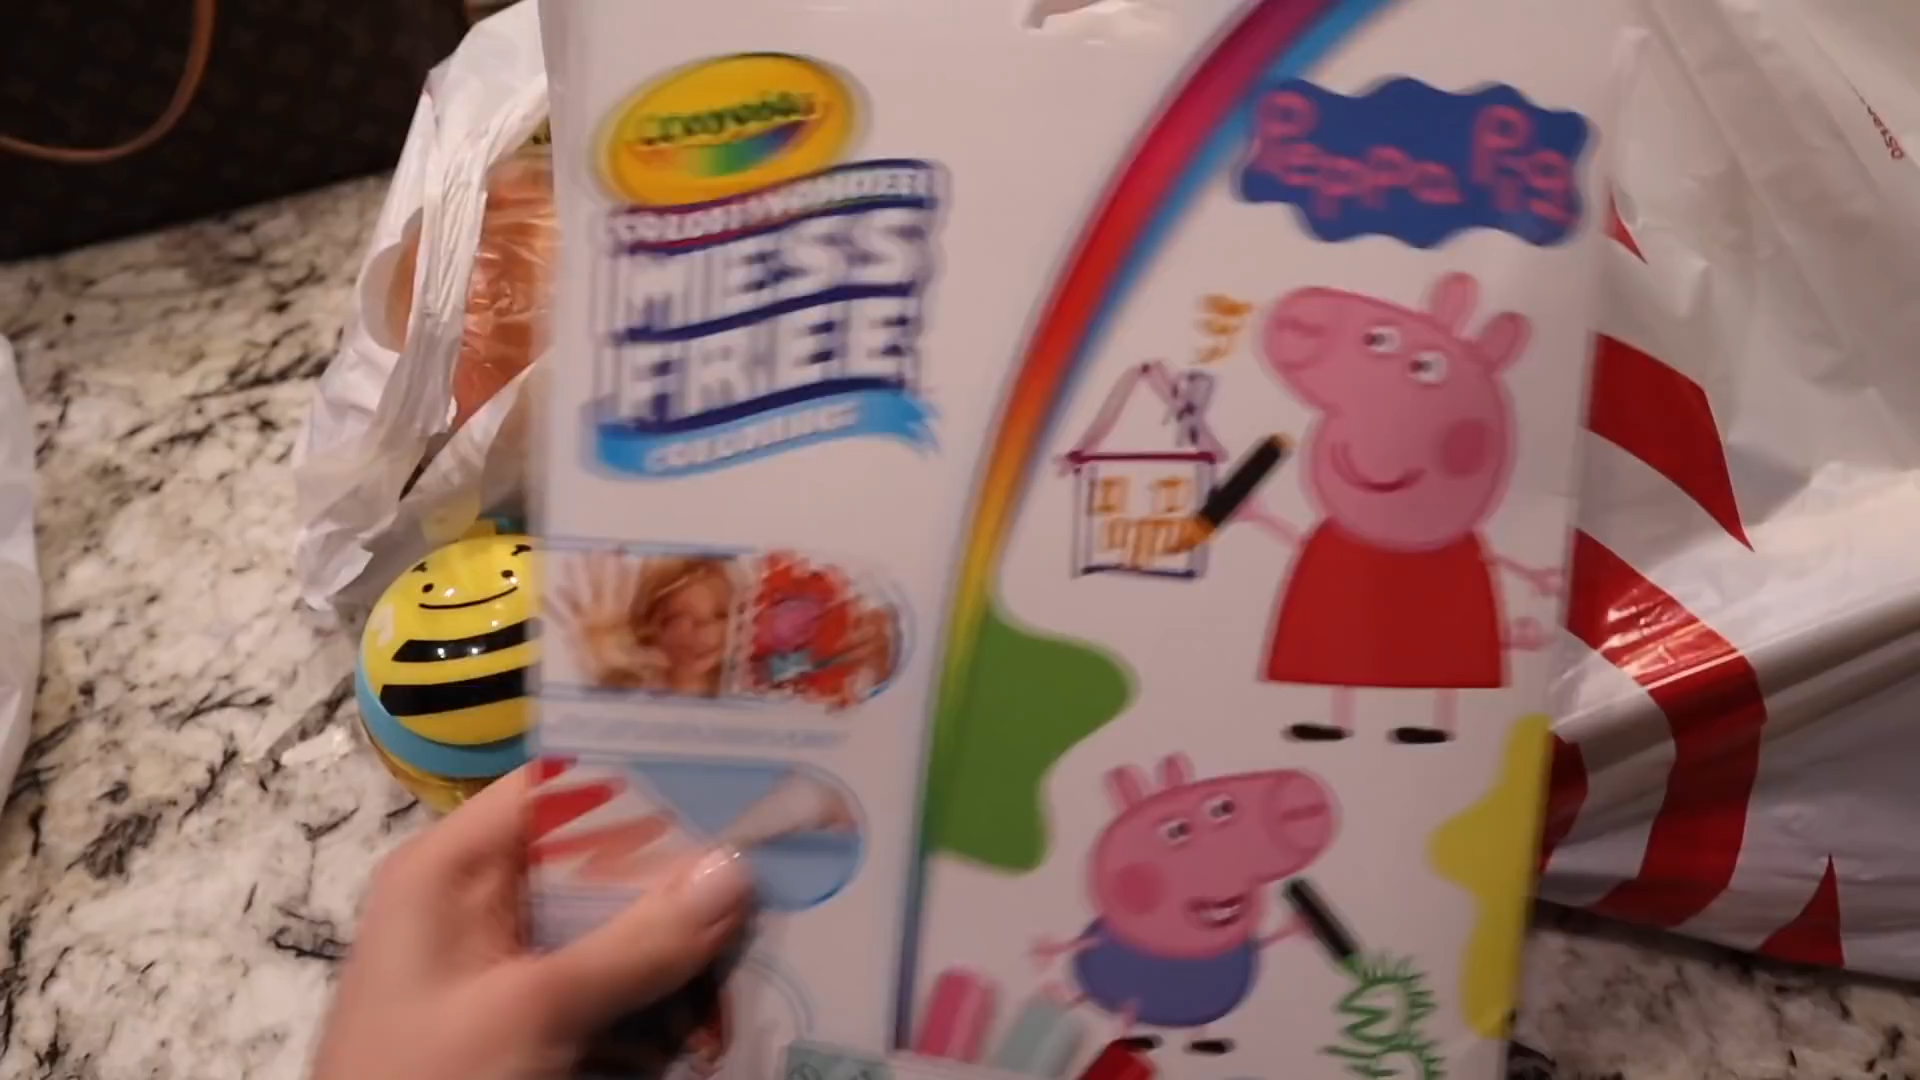 Crayola
COLOR WONDER
MESS
FREE
COLORING
Peppa Pig